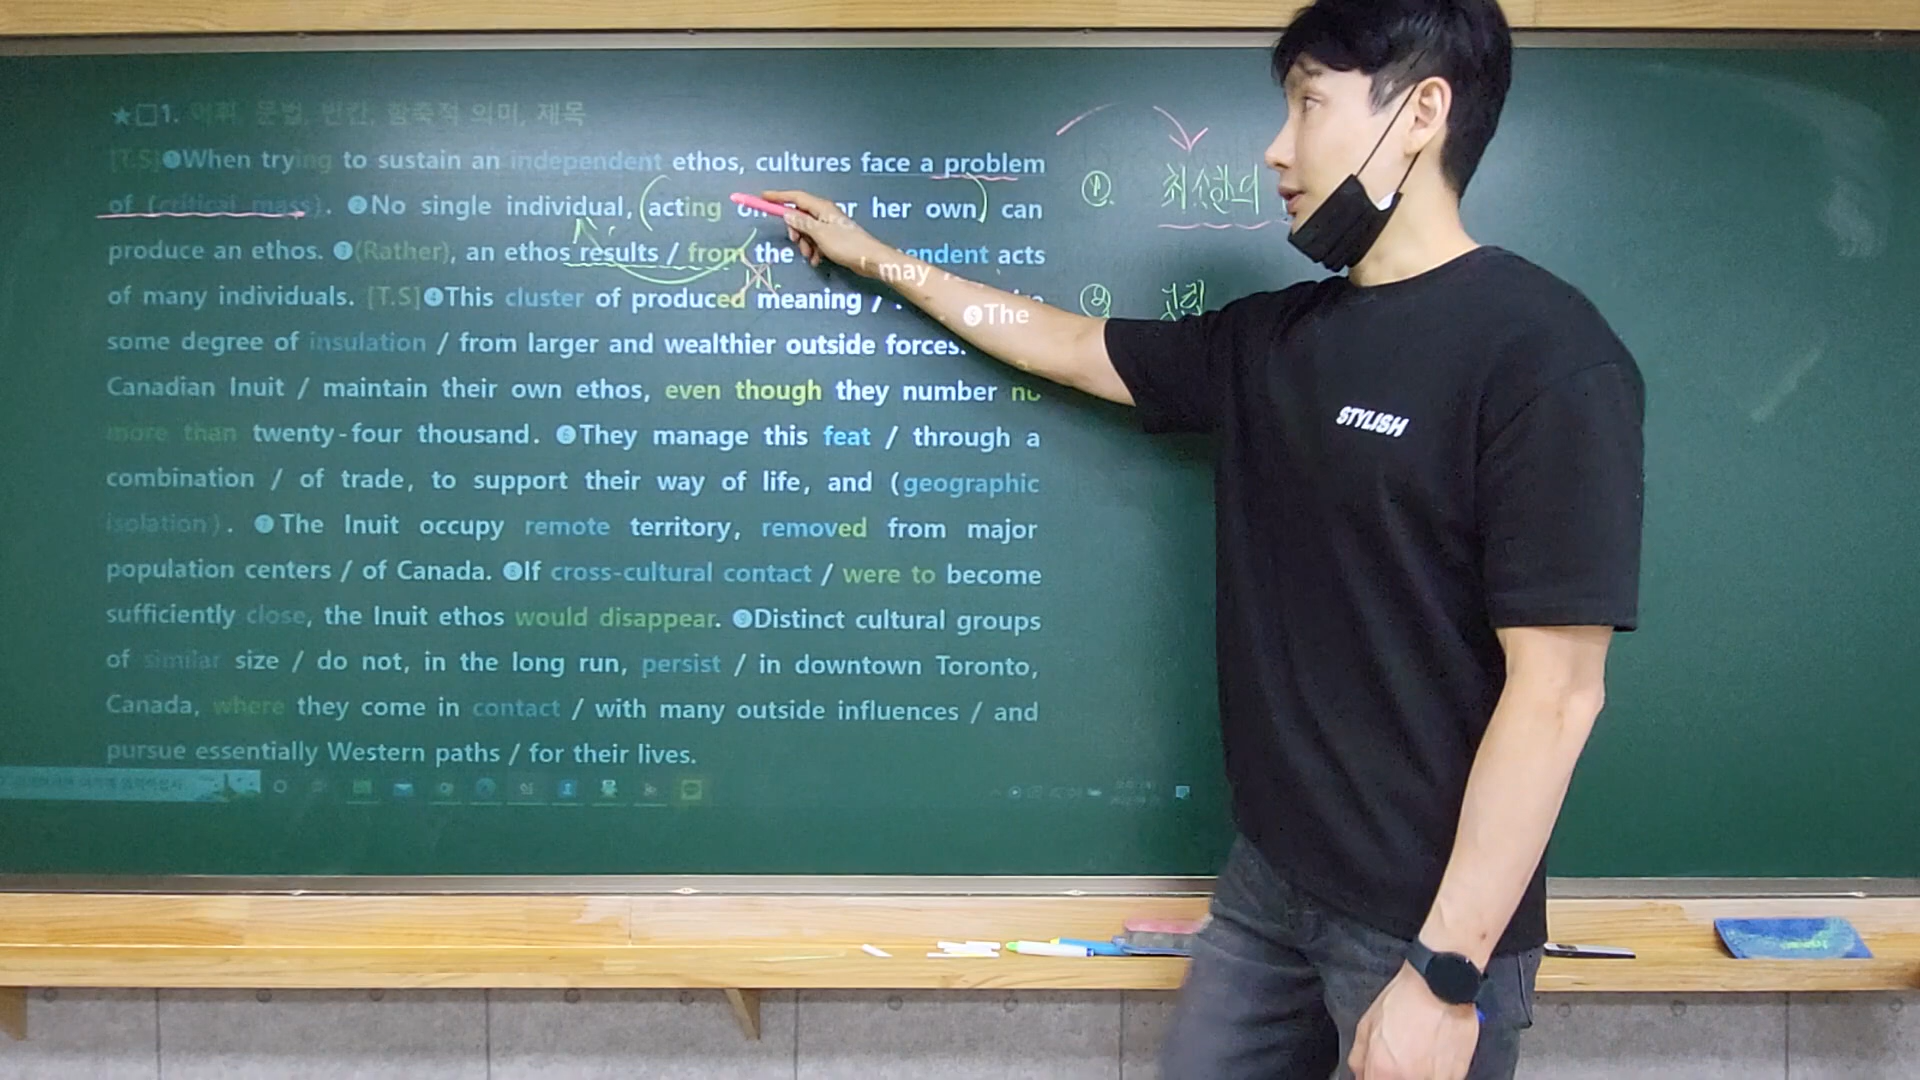 ★□1. 어휘, 문법, 빈칸, 함축적 의미, 제목
[T.S]❶When trying to sustain an independent ethos, cultures face a problem
of (critical mass). ❷No single individual, (acting on or her own) can
produce an ethos. ❸(Rather), an ethos results / from the acts
of many individuals. [T.S]❹This cluster of produced meaning / may
some degree of insulation / from larger and wealthier outside forces. ❺The
Canadian Inuit / maintain their own ethos, even though they number no
more than twenty-four thousand. ❻They manage this feat / through a
combination / of trade, to support their way of life, and (geographic
isolation). ❼The Inuit occupy remote territory, removed from major
population centers / of Canada. ❽If cross-cultural contact / were to become
sufficiently close, the Inuit ethos would disappear. ❾Distinct cultural groups
of similar size / do not, in the long run, persist / in downtown Toronto,
Canada, where they come in contact / with many outside influences / and
pursue essentially Western paths / for their lives.
① 최소한의
② 고립
STYLISH